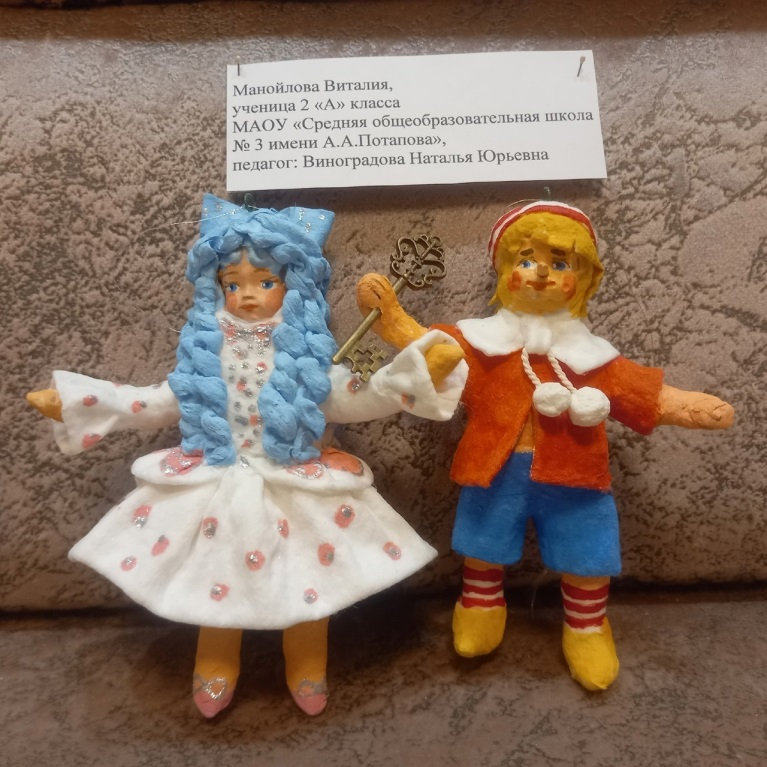 Манойлова Виталия,
ученица 2 «А» класса
МАОУ «Средняя общеобразовательная школа
№ 3 имени А.А.Потапова»,
педагог: Виноградова Наталья Юрьевна